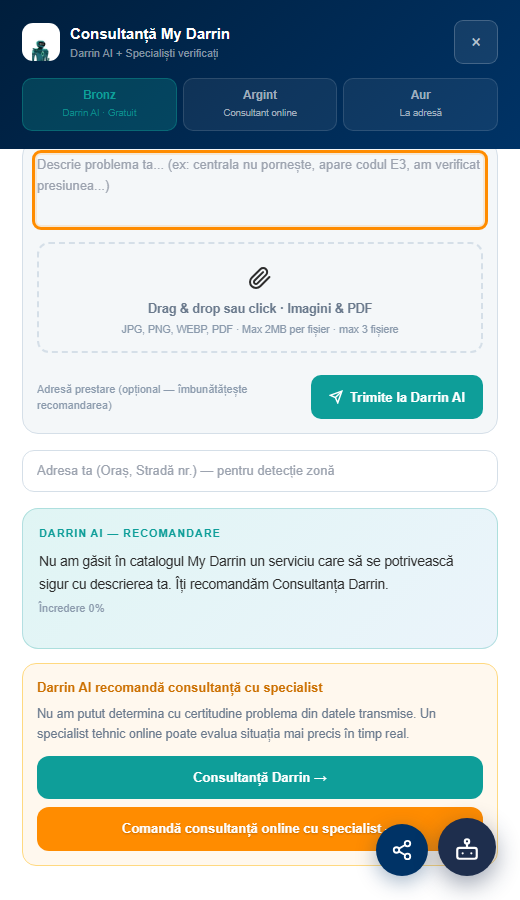 Consultanță My Darrin
Darrin AI + Specialiști verificați
×
Bronz
Darrin AI · Gratuit
Argint
Consultant online
Aur
La adresă
Descrie problema ta... (ex: centrala nu pornește, apare codul E3, am verificat
presiunea...)
Drag & drop sau click · Imagini & PDF
JPG, PNG, WEBP, PDF · Max 2MB per fișier · max 3 fișiere
Adresă prestare (opțional — îmbunătățește
recomandarea)
Trimite la Darrin AI
Adresa ta (Oraș, Stradă nr.) — pentru detecție zonă
DARRIN AI — RECOMANDARE
Nu am găsit în catalogul My Darrin un serviciu care să se potrivească
sigur cu descrierea ta. Îți recomandăm Consultanța Darrin.
Încredere 0%
Darrin AI recomandă consultanță cu specialist
Nu am putut determina cu certitudine problema din datele transmise. Un
specialist tehnic online poate evalua situația mai precis în timp real.
Consultanță Darrin →
Comandă consultanță online cu specialist